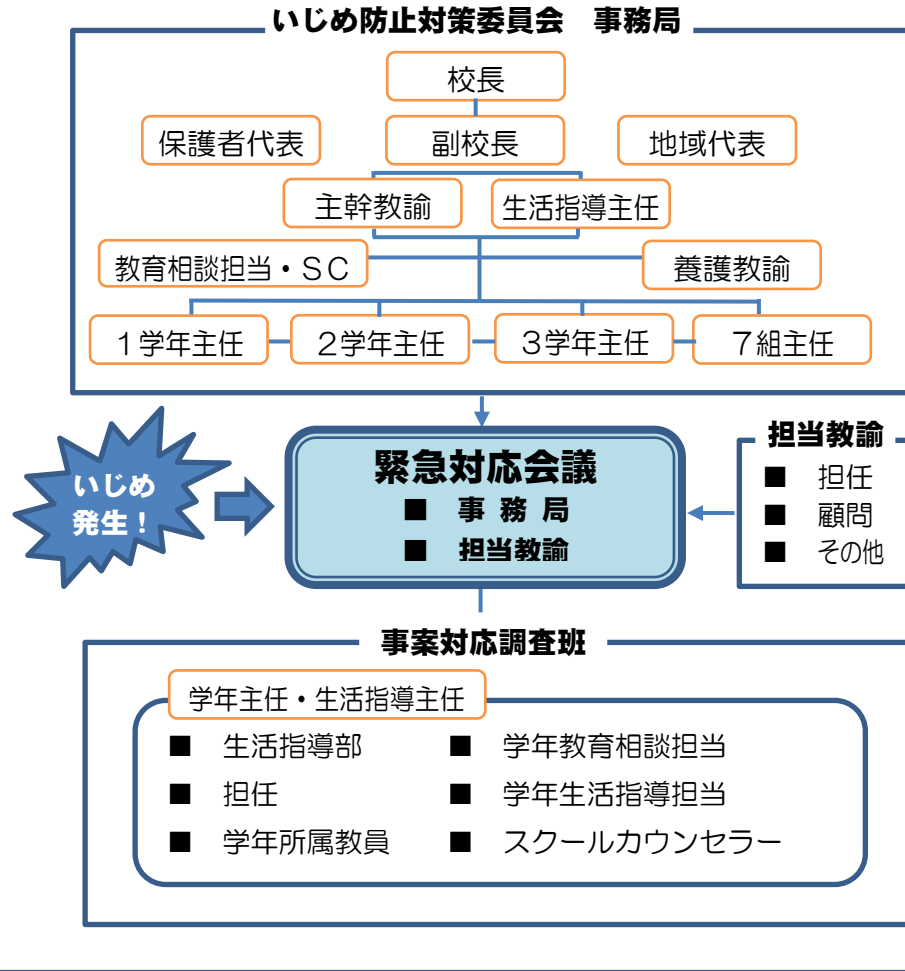 いじめ防止対策委員会　事務局
校長
保護者代表
副校長
地域代表
主幹教諭
生活指導主任
教育相談担当・ＳＣ
養護教諭
１学年主任
２学年主任
３学年主任
７組主任
いじめ
発生！
緊急対応会議
■　事 務 局
■　担当教諭
担当教諭
■　担任
■　顧問
■　その他
事案対応調査班
学年主任・生活指導主任
■　生活指導部
■　学年教育相談担当
■　担任
■　学年生活指導担当
■　学年所属教員
■　スクールカウンセラー